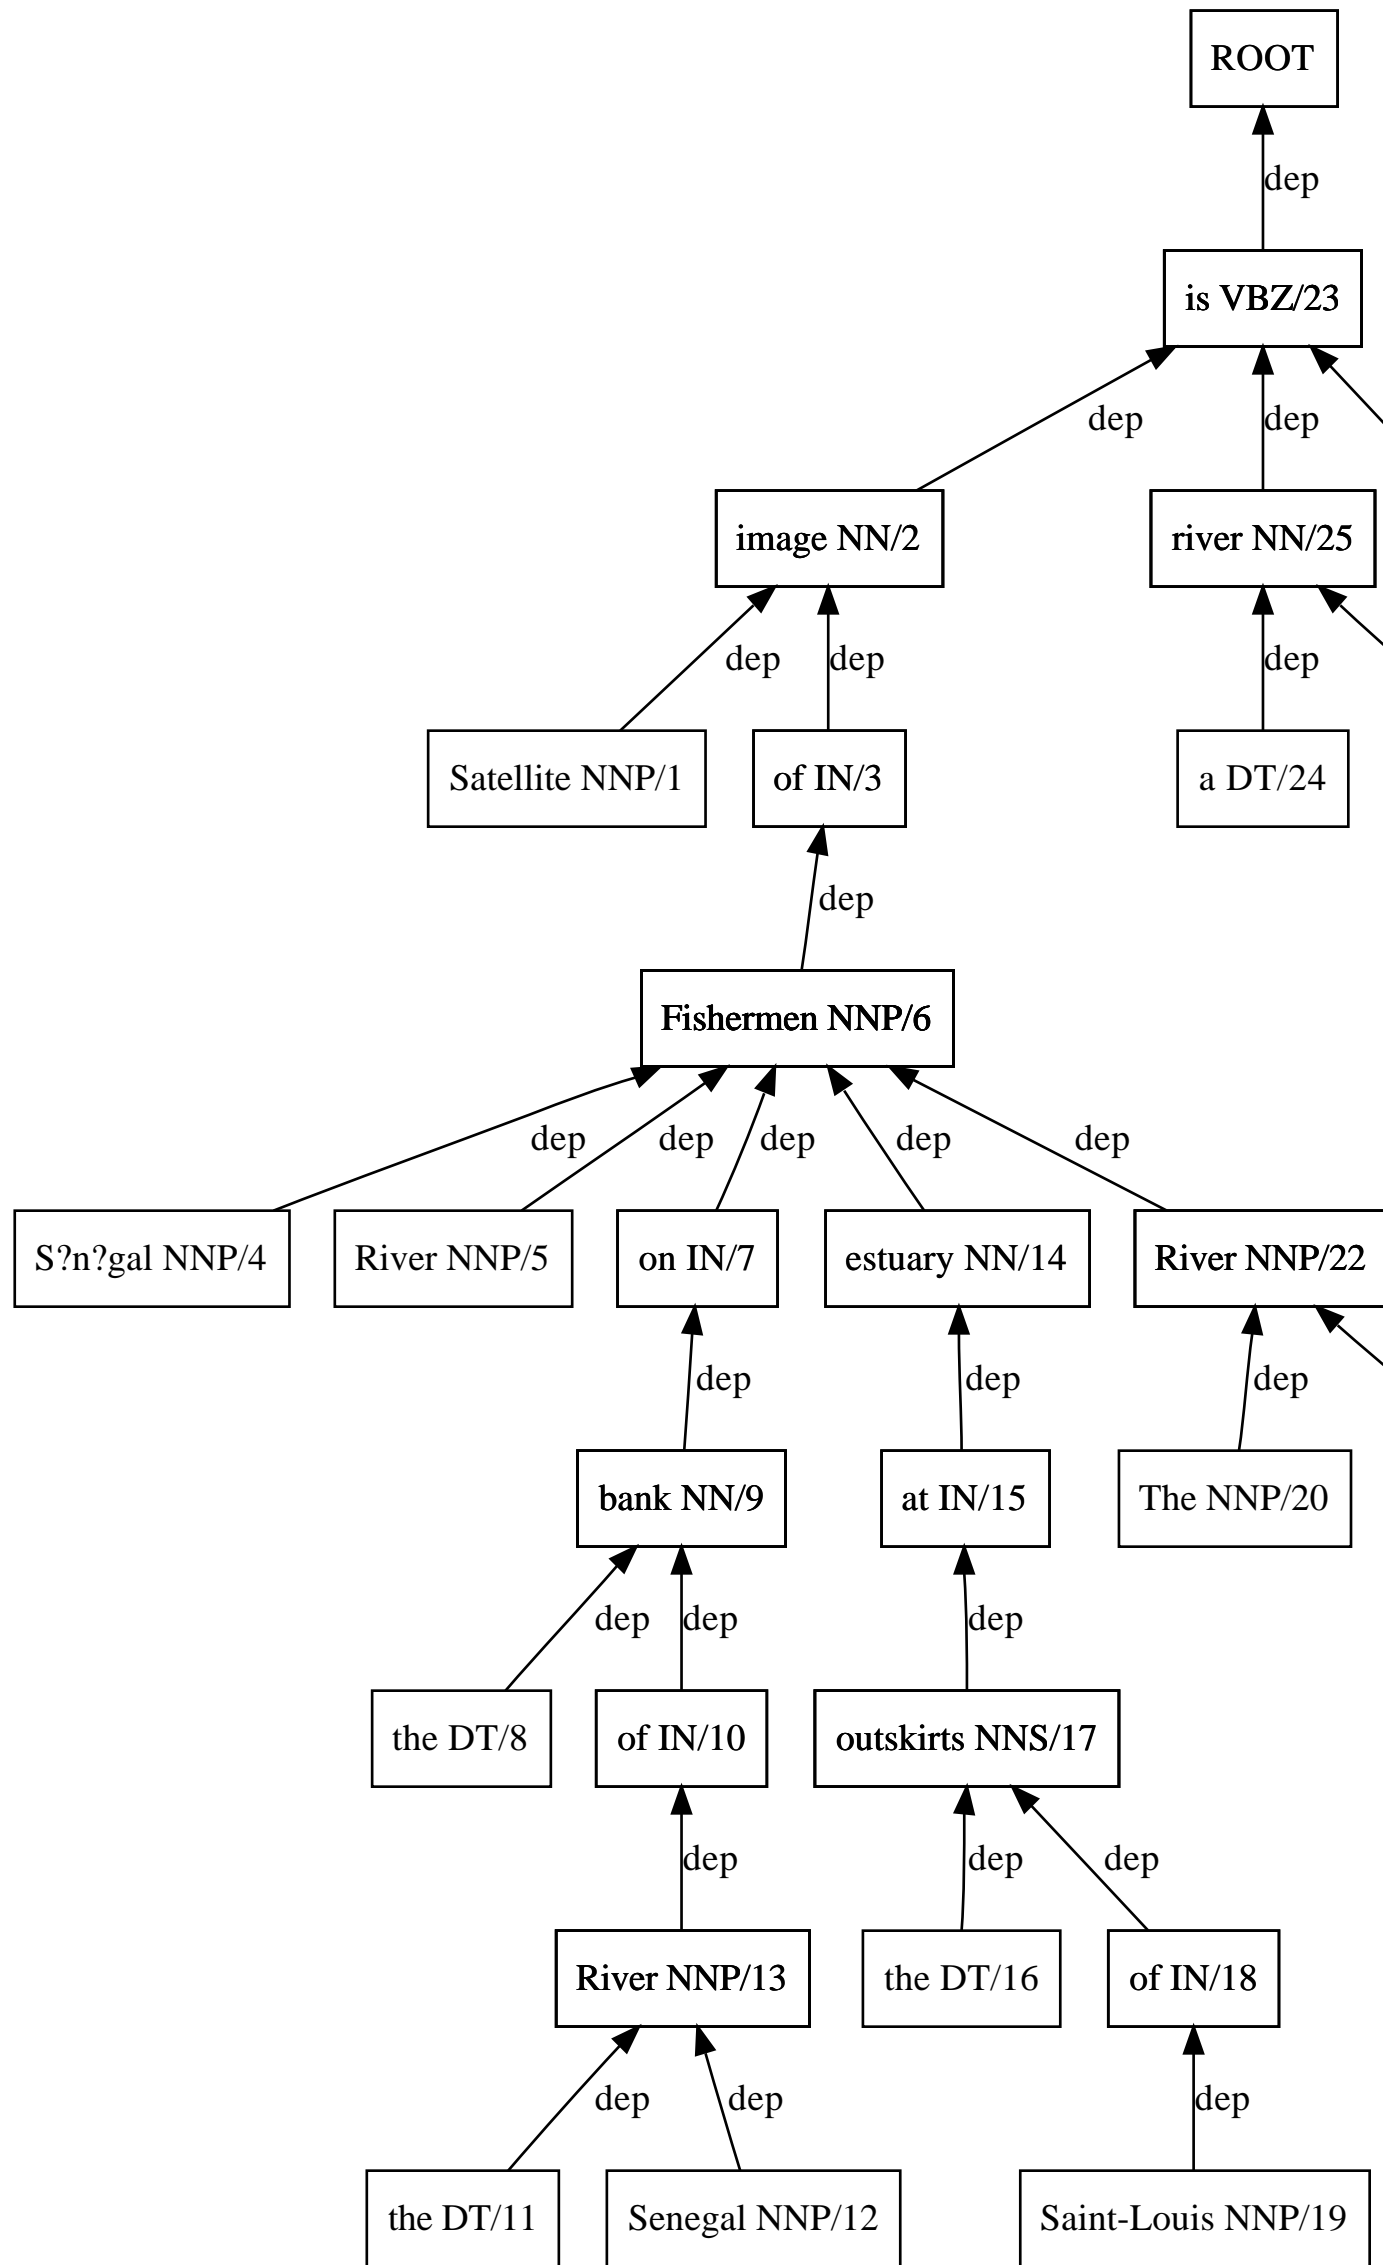 ROOT
dep
is VBZ/23
dep dep
image NN/2 river NN/25
dep dep dep
Satellite NNP/1 of IN/3 a DT/24
dep
Fishermen NNP/6
dep dep dep dep dep
S?n?gal NNP/4 River NNP/5 on IN/7 estuary NN/14 River NNP/22
dep dep dep
bank NN/9 at IN/15 The NNP/20
dep dep dep
the DT/8 of IN/10 outskirts NNS/17
dep dep dep
River NNP/13 the DT/16 of IN/18
dep dep dep
the DT/11 Senegal NNP/12 Saint-Louis NNP/19